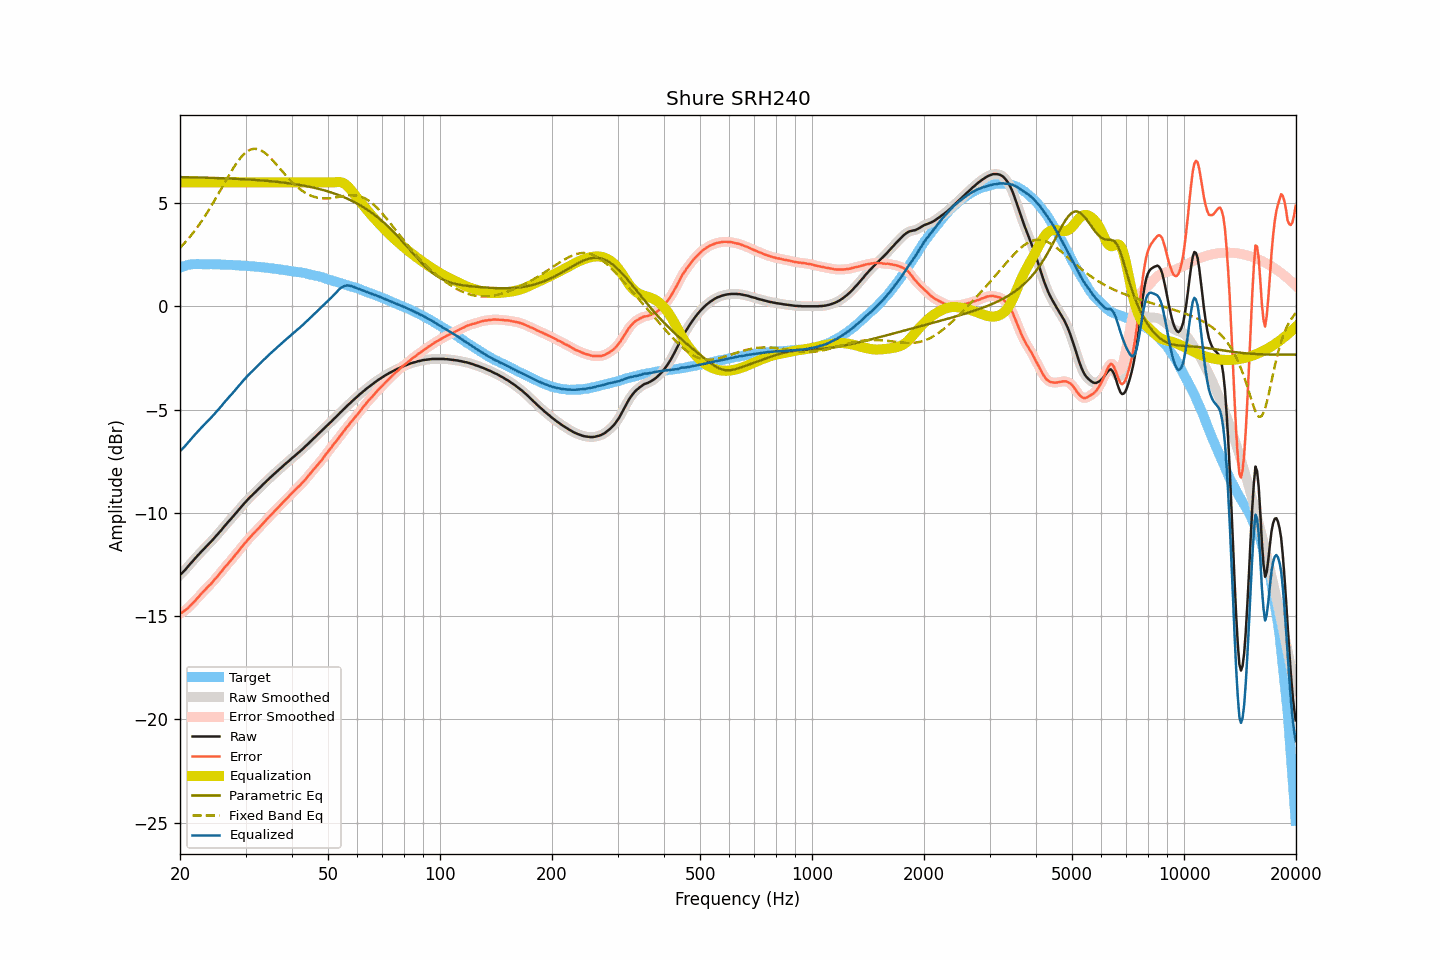 Shure SRH240
Amplitude (dBr)
5
0
−5
−10
−15
−20
−25
Target
Raw Smoothed
Error Smoothed
Raw
Error
Equalization
Parametric Eq
Fixed Band Eq
Equalized
20 50 100 200 500 1000 2000 5000 10000 20000
Frequency (Hz)